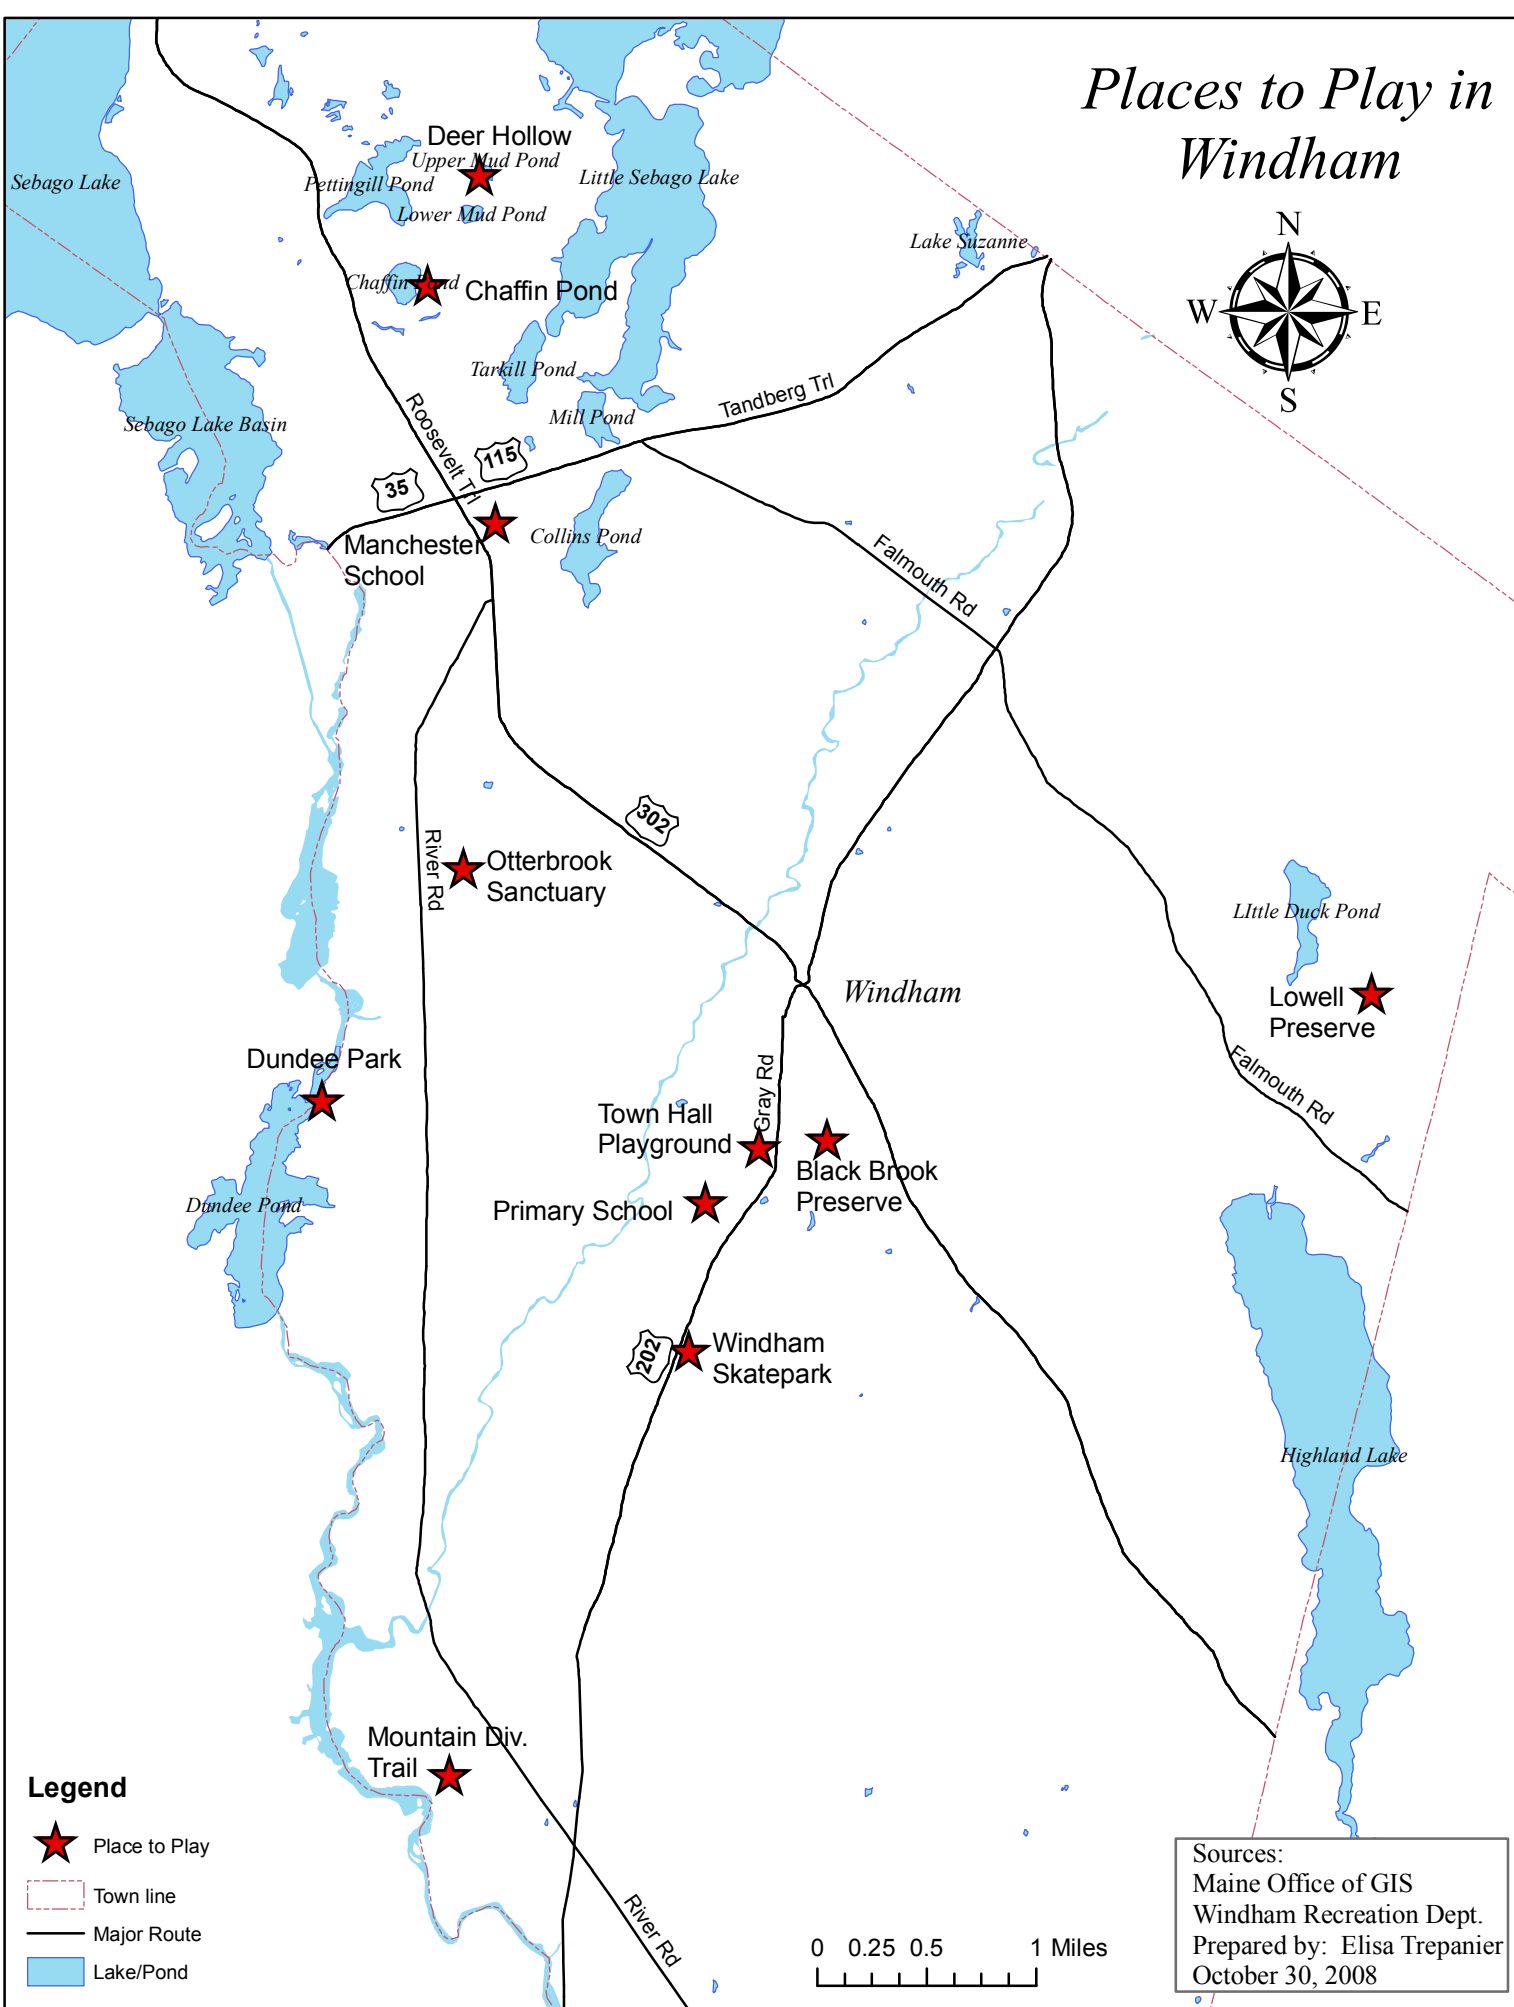 Places to Play in
Windham
N
W
E
S
Deer Hollow
Upper Mud Pond
Pettingill Pond
Little Sebago Lake
Sebago Lake
Lower Mud Pond
Lake Suzanne
Chaffin Pond
Chaffin Pond
Tarkill Pond
Tandberg Trl
Mill Pond
Sebago Lake Basin
Roosevelt Trl
115
35
Manchester
School
Collins Pond
Falmouth Rd
302
River Rd
Otterbrook
Sanctuary
LIttle Duck Pond
Windham
Lowell
Preserve
Dundee Park
Falmouth Rd
Gray Rd
Town Hall
Playground
Black Brook
Preserve
Dundee Pond
Primary School
202
Windham
Skatepark
Highland Lake
Mountain Div.
Trail
River Rd
Legend
Place to Play
Town line
Major Route
Lake/Pond
0 0.25 0.5 1 Miles
Sources:
Maine Office of GIS
Windham Recreation Dept.
Prepared by: Elisa Trepanier
October 30, 2008